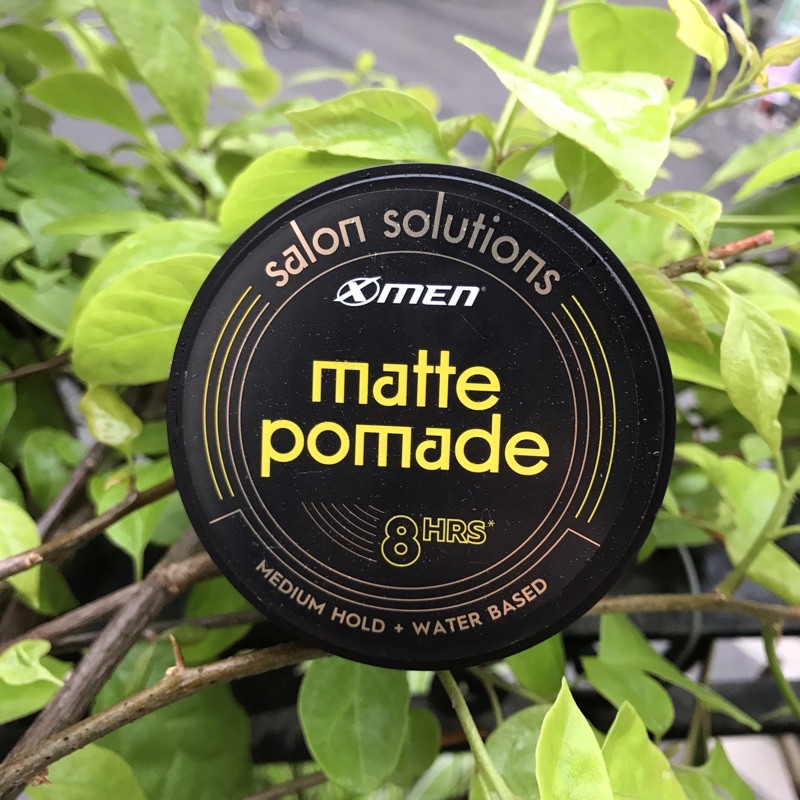 salon solutions
XMEN
matte
pomade
8HRS*
MEDIUM HOLD + WATER BASED